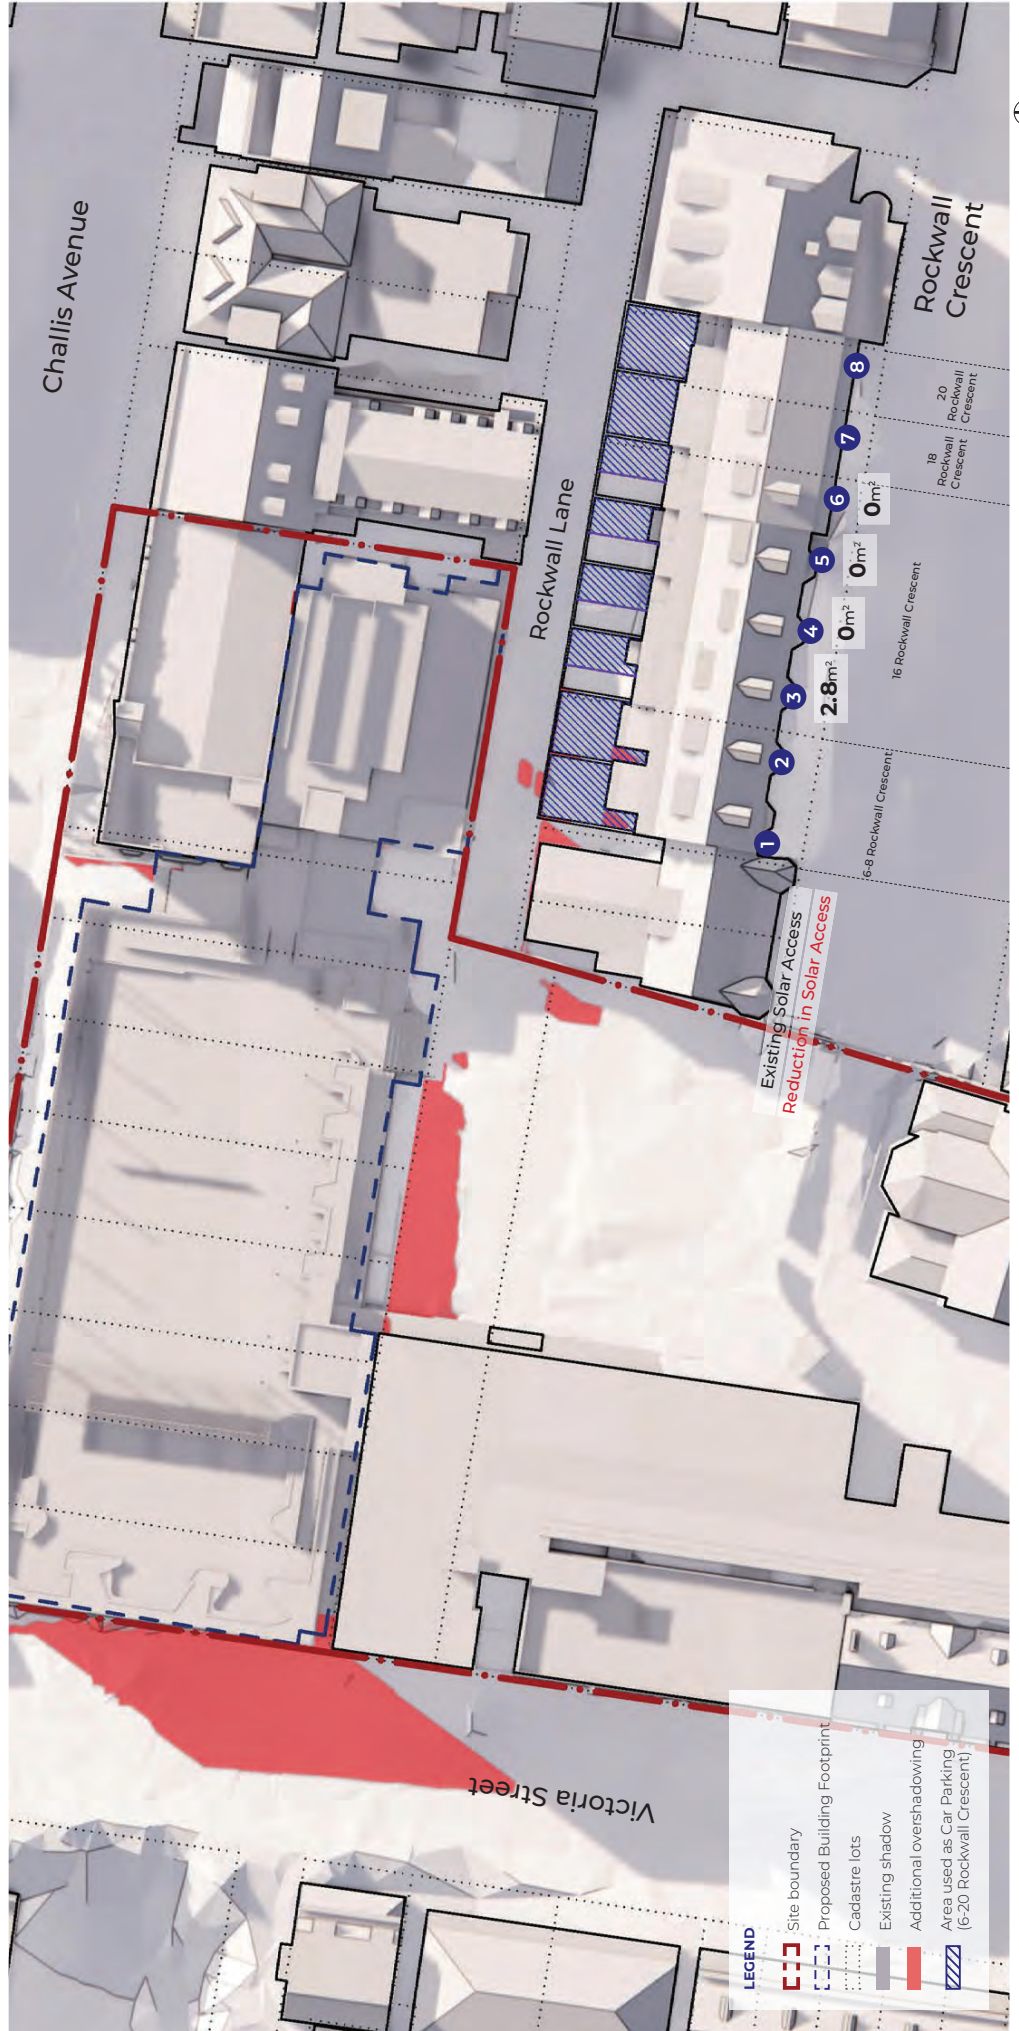 Challis Avenue
Rockwall Lane
Rockwall
Crescent
Victoria Street
8
7
6
5
4
3
2
1
0m²
0m²
0m²
2.8m²
20
Rockwall
Crescent
18
Rockwall
Crescent
16 Rockwall Crescent
6-8 Rockwall Crescent
Existing Solar Access
Reduction in Solar Access
LEGEND
Site boundary
Proposed Building Footprint
Cadastre lots
Existing shadow
Additional overshadowing
Area used as Car Parking
(6-20 Rockwall Crescent)